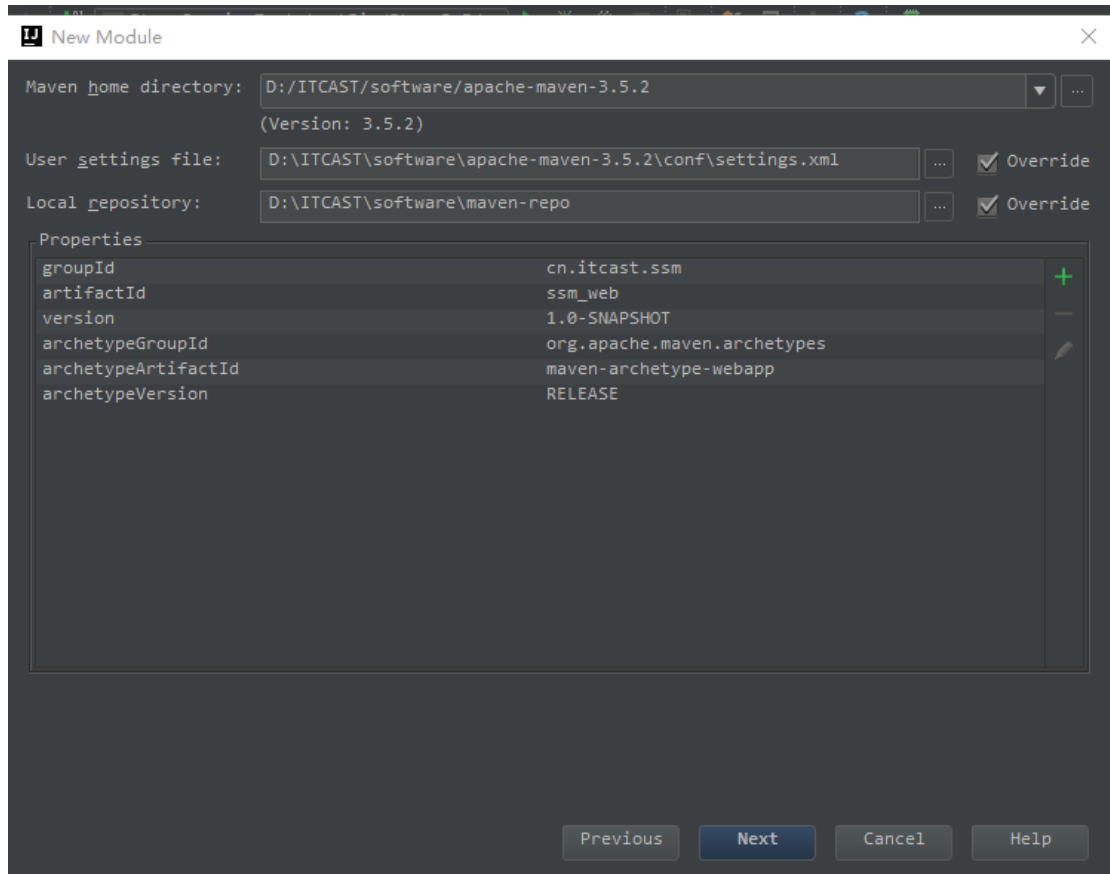 New Module
Maven home directory: D:/ITCAST/software/apache-maven-3.5.2 ...
(Version: 3.5.2)
User settings file: D:\ITCAST\software\apache-maven-3.5.2\conf\settings.xml ... Override
Local repository: D:\ITCAST\software\maven-repo ... Override
Properties
groupId cn.itcast.ssm
artifactId ssm_web
version 1.0-SNAPSHOT
archetypeGroupId org.apache.maven.archetypes
archetypeArtifactId maven-archetype-webapp
archetypeVersion RELEASE
Previous Next Cancel Help